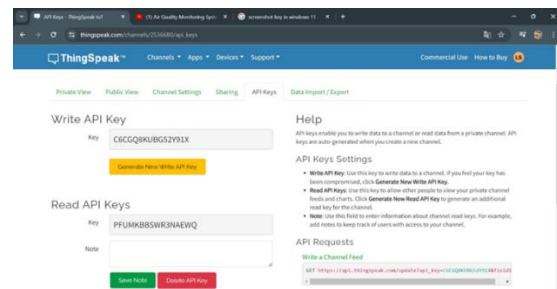 API Keys - ThingSpeak IoT
(3) Air Quality Monitoring Syste
screenshot key in windows 11
thingspeak.com/channels/2536680/api_keys
ThingSpeak™
Channels
Apps
Devices
Support
Commercial Use
How to Buy
Private View
Public View
Channel Settings
Sharing
API Keys
Data Import / Export
Write API Key
Key
C6CGQ8KUBG52Y91X
Generate New Write API Key
Read API Keys
Key
PFUMKBBSWR3NAEWQ
Note
Save Note
Delete API Key
Help
API keys enable you to write data to a channel or read data from a private channel. API
keys are auto-generated when you create a new channel.
API Keys Settings
Write API Key: Use this key to write data to a channel. If you feel your key has
been compromised, click Generate New Write API Key.
Read API Keys: Use this key to allow other people to view your private channel
feeds and charts. Click Generate New Read API Key to generate an additional
read key for the channel.
Note: Use this field to enter information about channel read keys. For example,
add notes to keep track of users with access to your channel.
API Requests
Write a Channel Feed
GET https://api.thingspeak.com/update?api_key=C6CGQ8KUBG52Y91X&field1